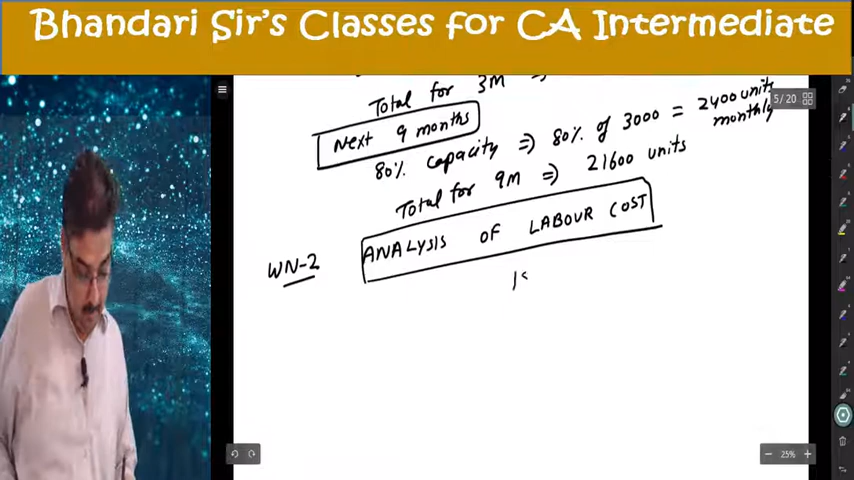 Bhandari Sir's Classes for CA Intermediate
Total for 3M ⇒
Next 9 months
80% capacity ⇒ 80% of 3000 = 2400 units monthly
Total for 9M ⇒ 21600 units
WN-2 ANALYSIS OF LABOUR COST
5/20
25%